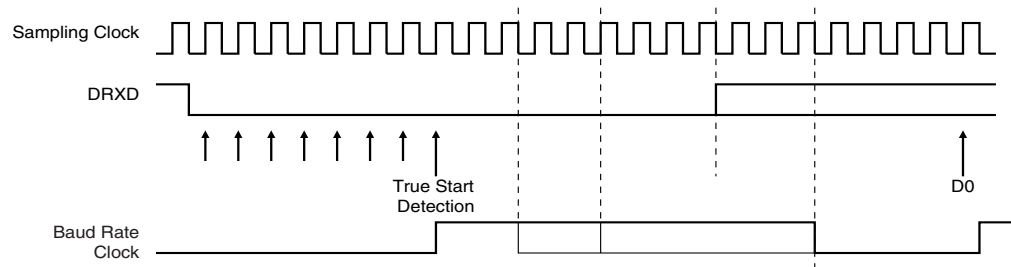 Sampling Clock
DRXD
True Start
Detection
D0
Baud Rate
Clock